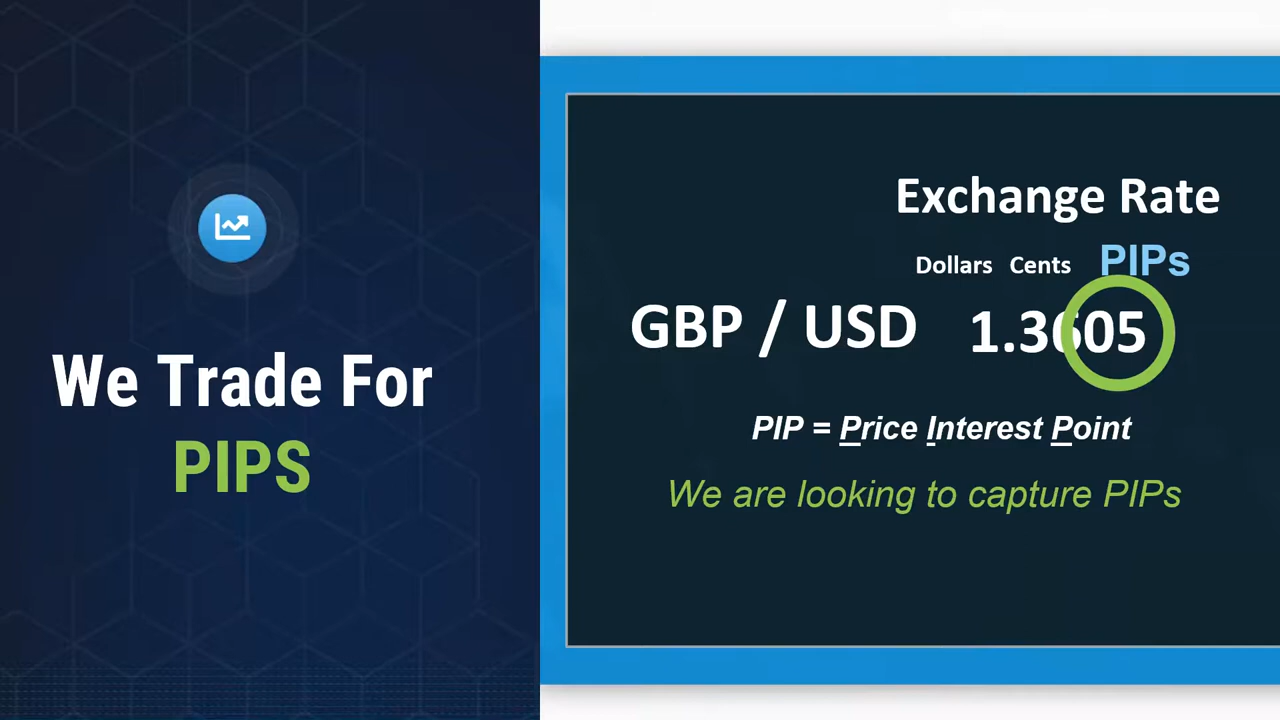 We Trade For
PIPS
Exchange Rate
Dollars Cents PIPs
GBP / USD 1.3605
PIP = Price Interest Point
We are looking to capture PIPs